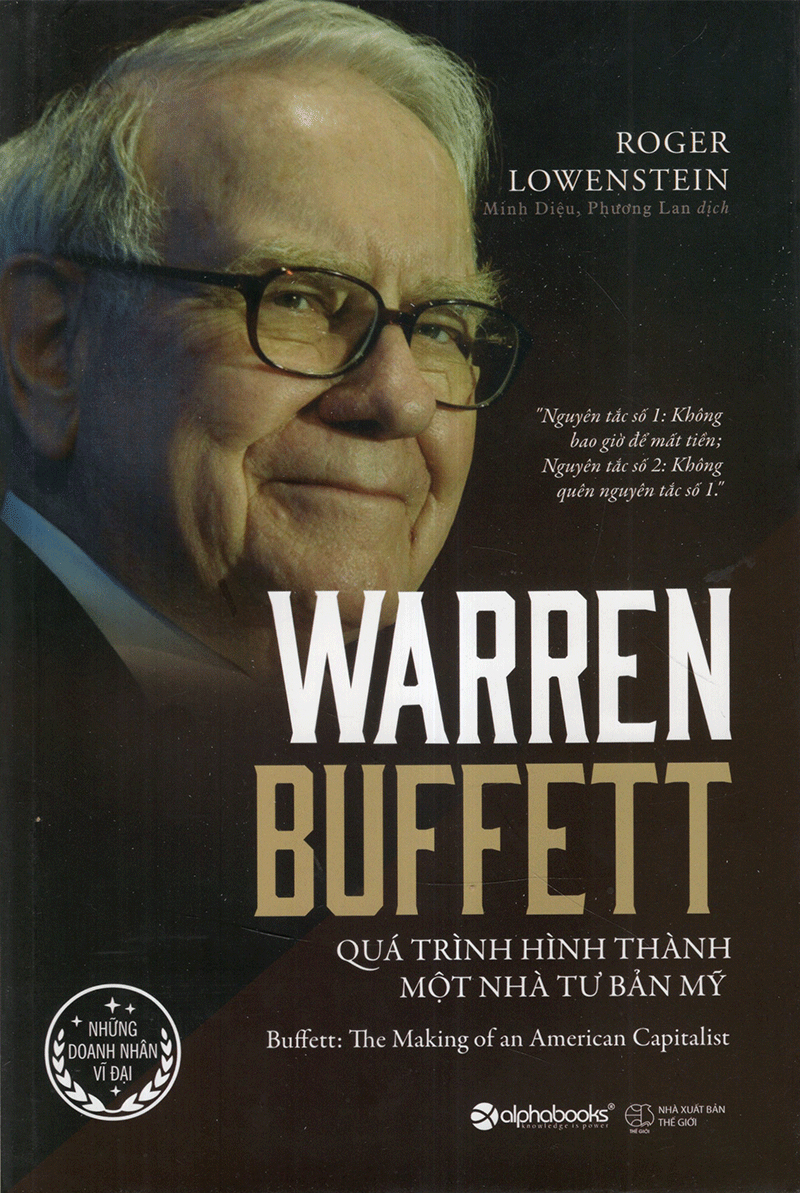 ROGER
LOWENSTEIN
Minh Diệu, Phương Lan dịch
"Nguyên tắc số 1: Không
bao giờ để mất tiền;
Nguyên tắc số 2: Không
quên nguyên tắc số 1."
WARREN
BUFFETT
QUÁ TRÌNH HÌNH THÀNH
MỘT NHÀ TƯ BẢN MỸ
Buffett: The Making of an American Capitalist
NHỮNG
DOANH NHÂN
VĨ ĐẠI
alphabooks®
knowledge is power
THẾ GIỚI
NHÀ XUẤT BẢN
THẾ GIỚI